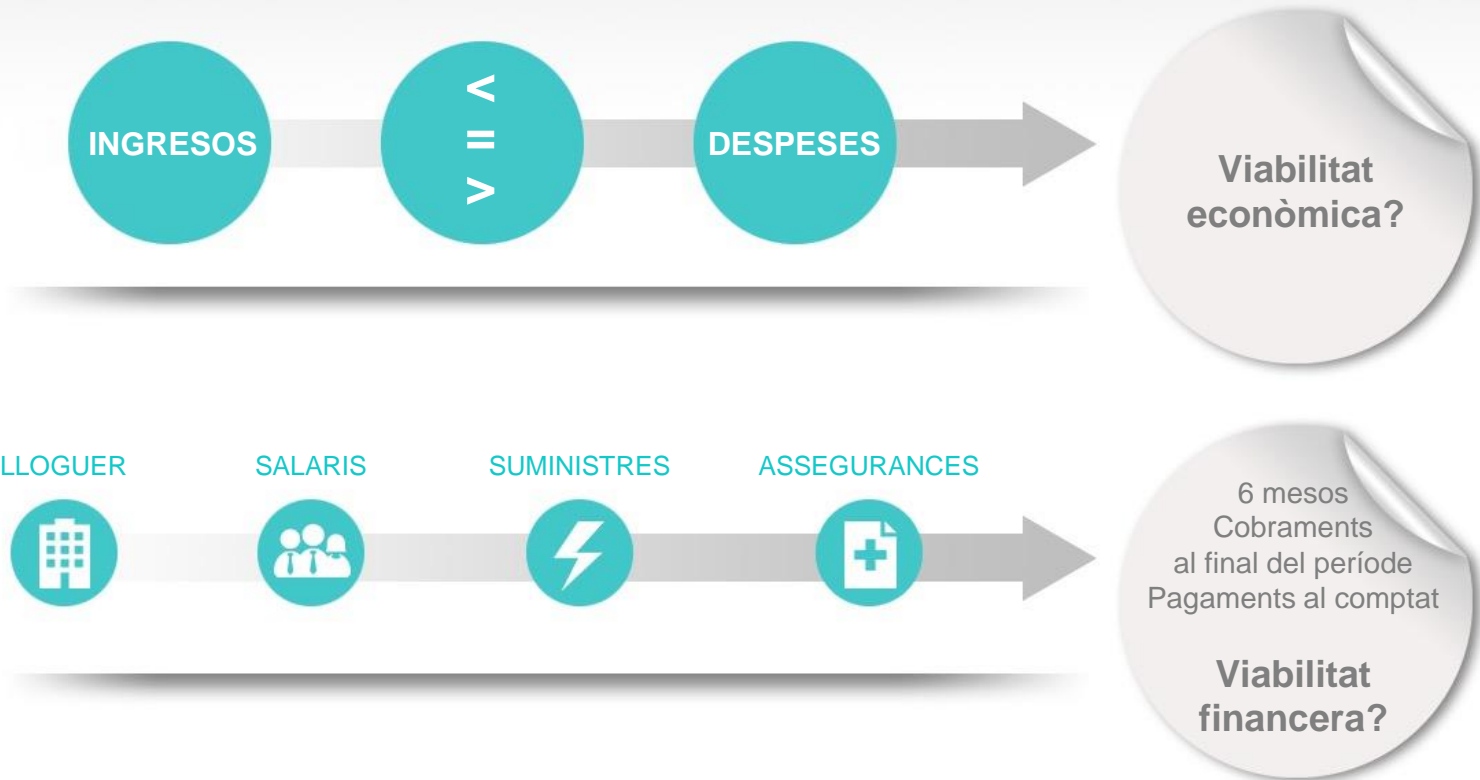 INGRESOS
<
=
>
DESPESES
Viabilitat
econòmica?
LLOGUER
SALARIS
SUMINISTRES
ASSEGURANCES
6 mesos
Cobraments
al final del període
Pagaments al comptat
Viabilitat
financera?